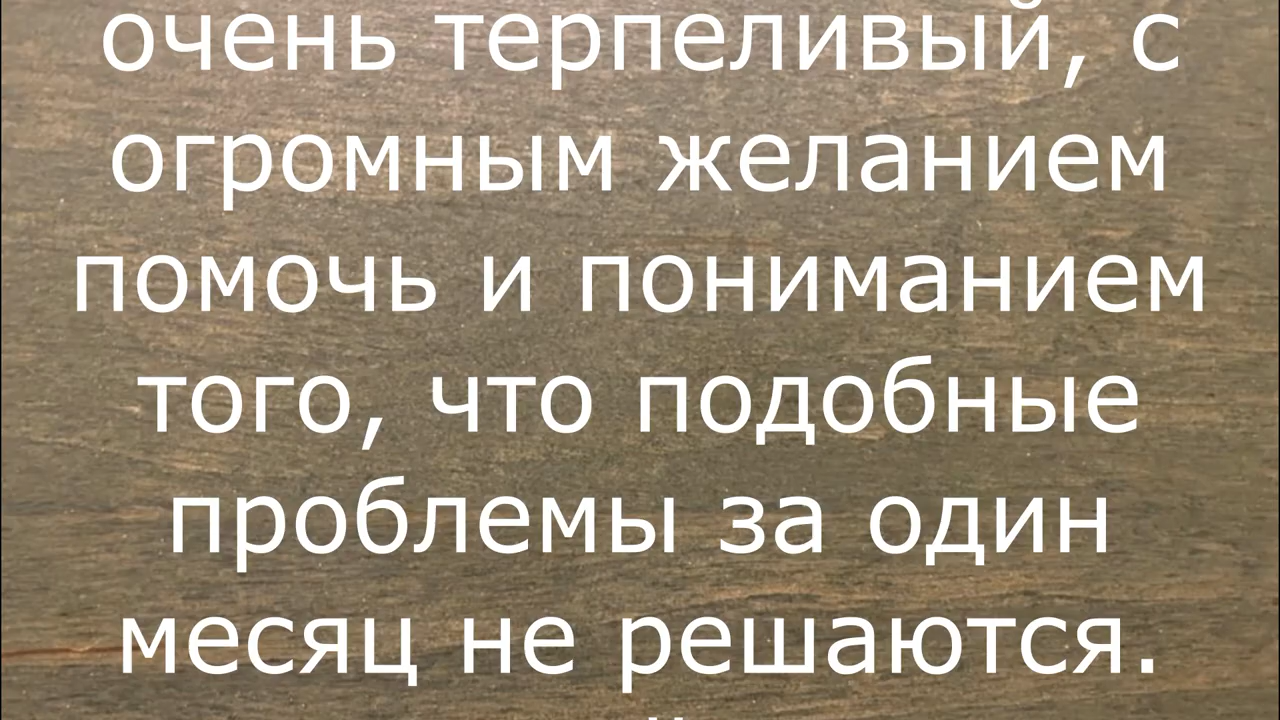 очень терпеливый, с
огромным желанием
помочь и пониманием
того, что подобные
проблемы за один
месяц не решаются.